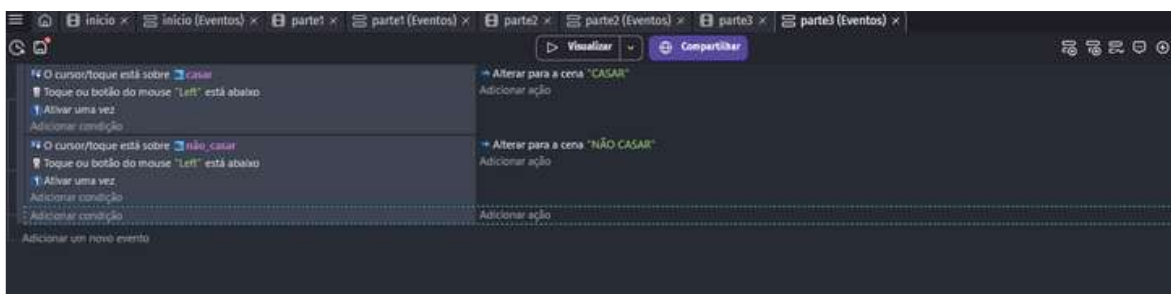 início × início (Eventos) × parte1 × parte1 (Eventos) × parte2 × parte2 (Eventos) × parte3 × parte3 (Eventos) ×
Visualizar Compartilhar
O cursor/toque está sobre casar
Alterar para a cena "CASAR"
Toque ou botão do mouse "Left" está abaixo
Adicionar ação
Ativar uma vez
Adicionar condição
O cursor/toque está sobre não_casar
Alterar para a cena "NÃO CASAR"
Toque ou botão do mouse "Left" está abaixo
Adicionar ação
Ativar uma vez
Adicionar condição
Adicionar condição
Adicionar ação
Adicionar um novo evento